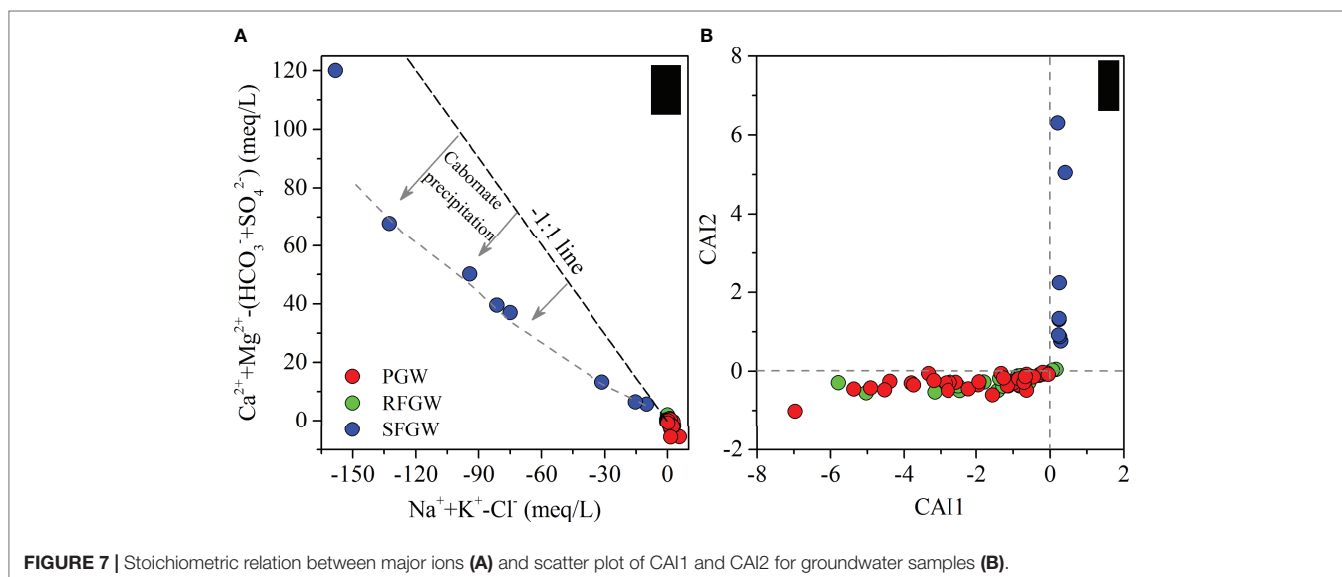 A
B
Ca²⁺+Mg²⁺-(HCO₃⁻+SO₄²⁻) (meq/L)
120
100
80
60
40
20
0
Cabornate
precipitation
-1:1 line
PGW
RFGW
SFGW
-150 -120 -90 -60 -30 0
Na⁺+K⁺-Cl⁻ (meq/L)
CAI2
8
6
4
2
0
-2
-8 -6 -4 -2 0 2
CAI1
FIGURE 7 | Stoichiometric relation between major ions (A) and scatter plot of CAI1 and CAI2 for groundwater samples (B).